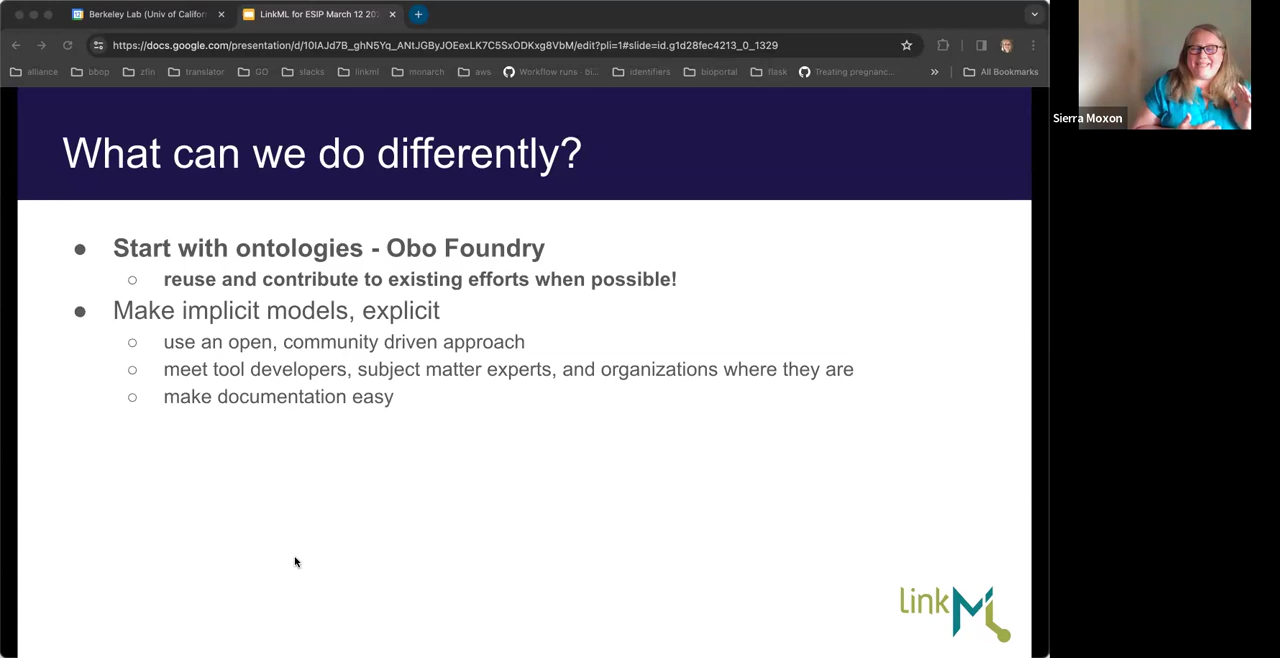 Berkeley Lab (Univ of Califor
LinkML for ESIP March 12 202
https://docs.google.com/presentation/d/10IAJd7B_ghN5Yq_ANtJGByJOEexLK7C5SxODKxg8VbM/edit?pli=1#slide=id.g1d28fec4213_0_1329
alliance
bbop
zfin
translator
GO
slacks
linkml
monarch
aws
Workflow runs · bi...
identifiers
bioportal
flask
Treating pregnanc...
»
All Bookmarks
Sierra Moxon
What can we do differently?
● Start with ontologies - Obo Foundry
○ reuse and contribute to existing efforts when possible!
● Make implicit models, explicit
○ use an open, community driven approach
○ meet tool developers, subject matter experts, and organizations where they are
○ make documentation easy
linkML